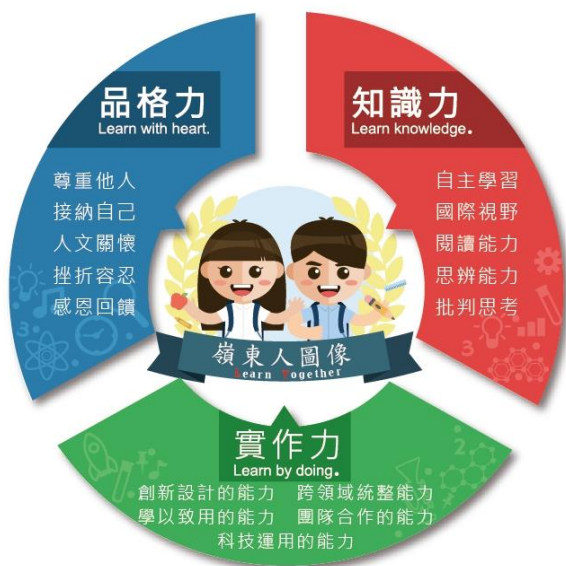 品格力
Learn with heart.
尊重他人
接納自己
人文關懷
挫折容忍
感恩回饋
知識力
Learn knowledge.
自主學習
國際視野
閱讀能力
思辨能力
批判思考
嶺東人圖像
Learn Together
實作力
Learn by doing.
創新設計的能力 跨領域統整能力
學以致用的能力 團隊合作的能力
科技運用的能力